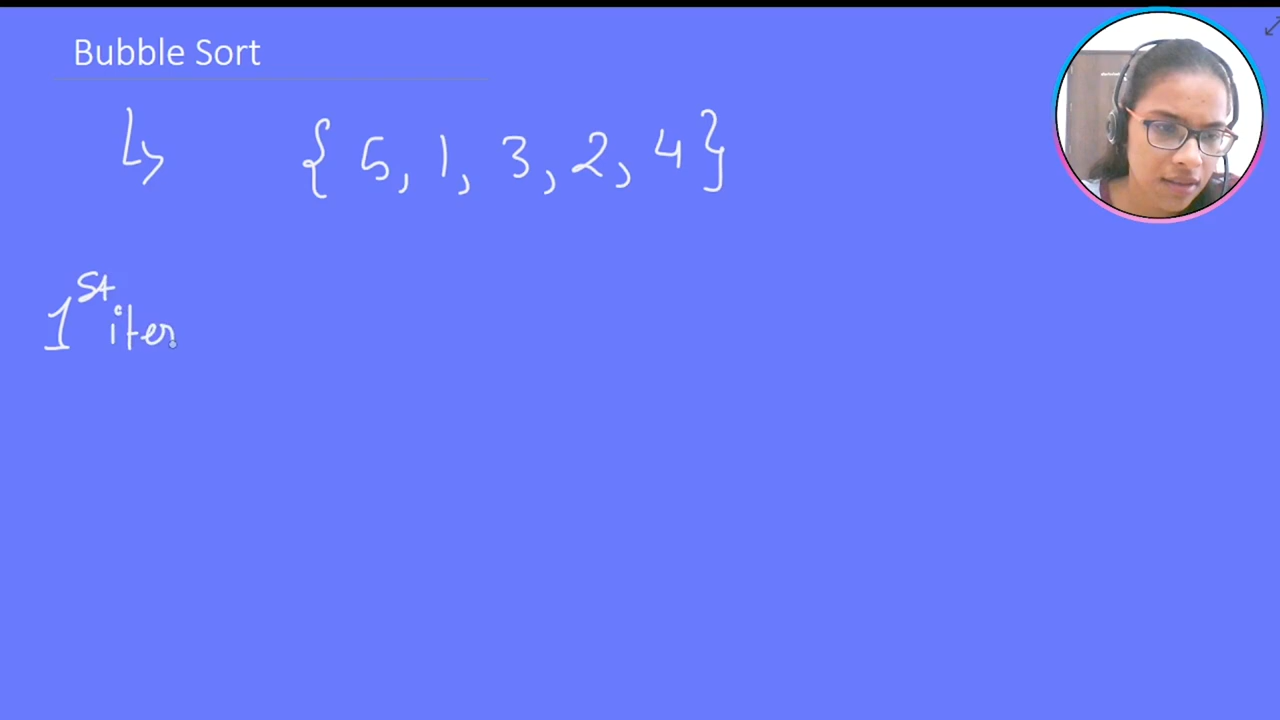 Bubble Sort
↳ { 5, 1, 3, 2, 4 }
1st iter